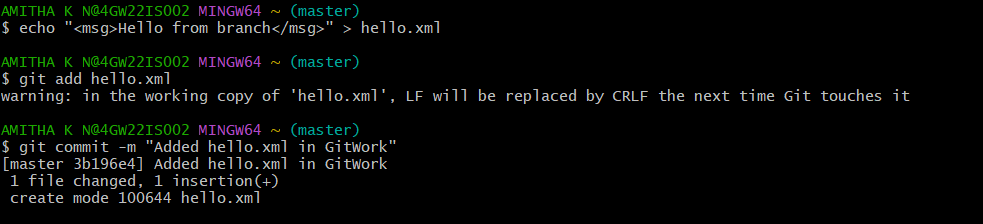 AMITHA K N@4GW22IS002 MINGW64 ~ (master)
$ echo "<msg>Hello from branch</msg>" > hello.xml
AMITHA K N@4GW22IS002 MINGW64 ~ (master)
$ git add hello.xml
warning: in the working copy of 'hello.xml', LF will be replaced by CRLF the next time Git touches it
AMITHA K N@4GW22IS002 MINGW64 ~ (master)
$ git commit -m "Added hello.xml in GitWork"
[master 3b196e4] Added hello.xml in GitWork
 1 file changed, 1 insertion(+)
 create mode 100644 hello.xml